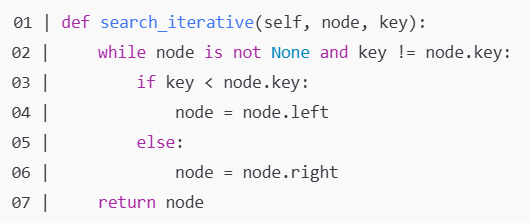 01 | def search_iterative(self, node, key):
02 |     while node is not None and key != node.key:
03 |         if key < node.key:
04 |             node = node.left
05 |         else:
06 |             node = node.right
07 |     return node